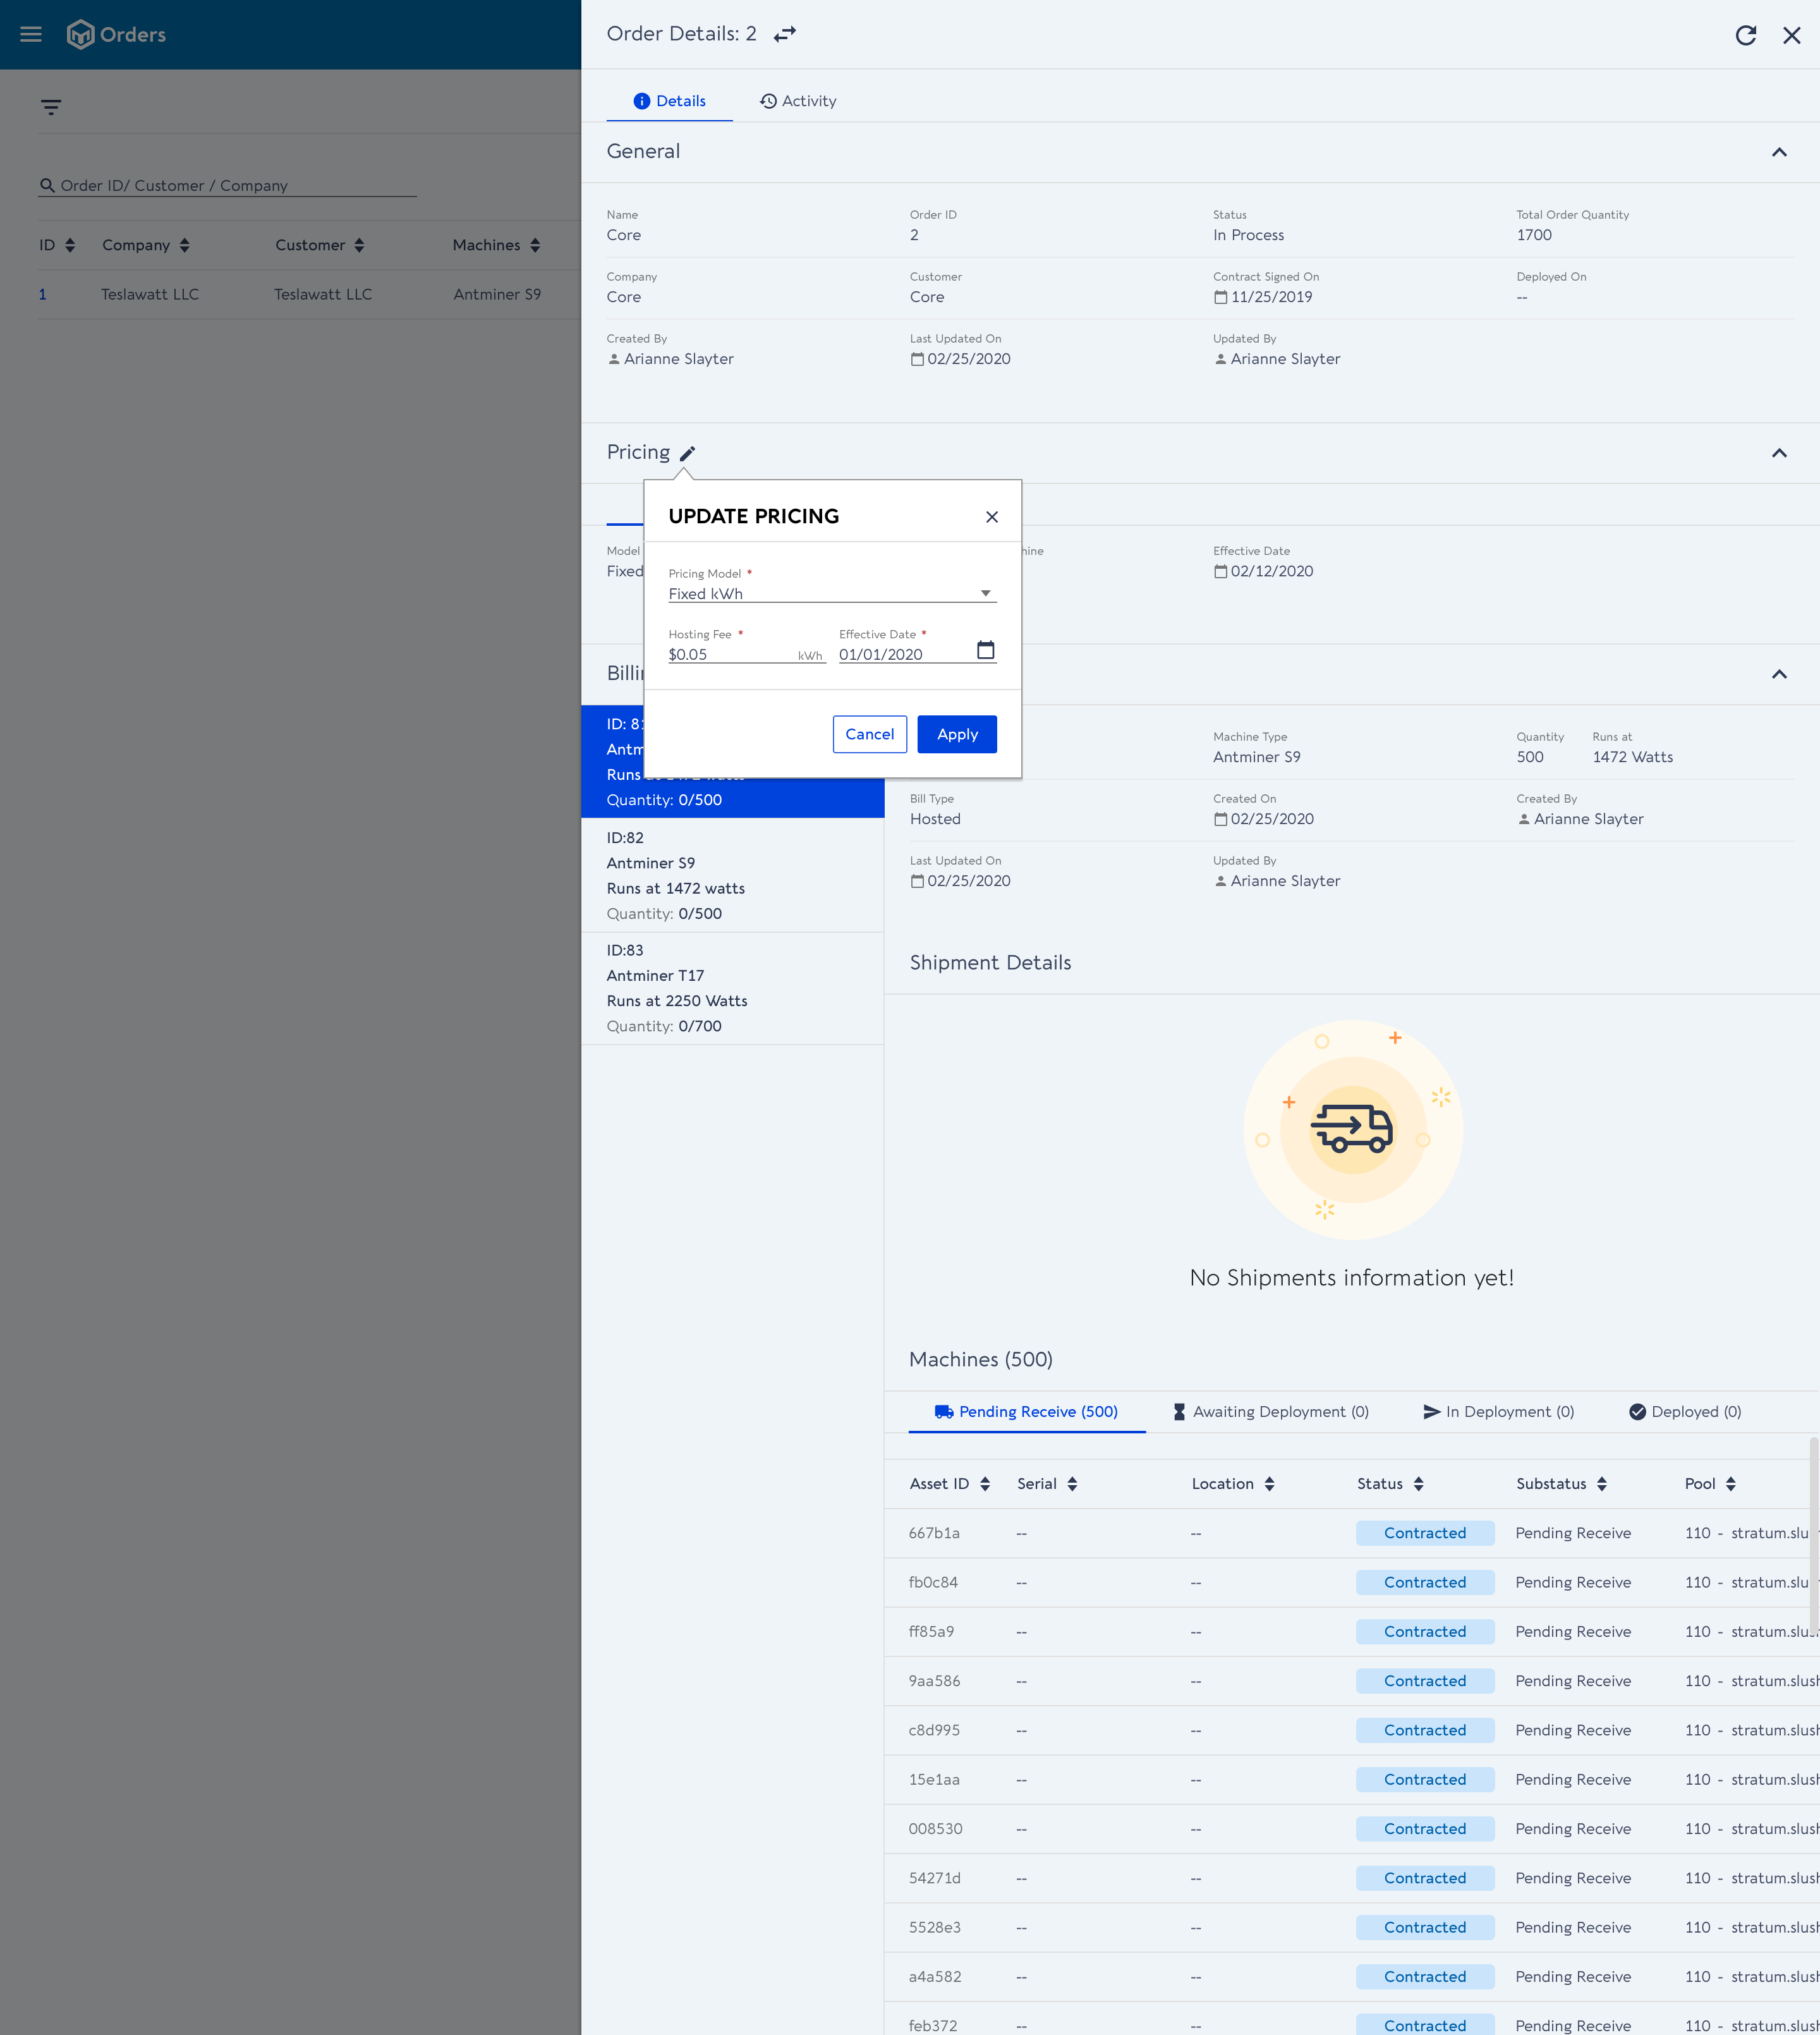 Orders
Order ID/ Customer / Company
ID Company Customer Machines
1 Teslawatt LLC Teslawatt LLC Antminer S9
Order Details: 2
Details Activity
General
Name Order ID Status Total Order Quantity
Core 2 In Process 1700
Company Customer Contract Signed On Deployed On
Core Core 11/25/2019 --
Created By Last Updated On Updated By
Arianne Slayter 02/25/2020 Arianne Slayter
Pricing
UPDATE PRICING
Pricing Model *
Fixed kWh
Hosting Fee * Effective Date *
$0.05 kWh 01/01/2020
Cancel Apply
Model Effective Date
Fixed 02/12/2020
ID: 81
Quantity: 0/500
ID:82
Antminer S9
Runs at 1472 watts
Quantity: 0/500
ID:83
Antminer T17
Runs at 2250 Watts
Quantity: 0/700
Machine Type Quantity Runs at
Antminer S9 500 1472 Watts
Bill Type Created On Created By
Hosted 02/25/2020 Arianne Slayter
Last Updated On Updated By
02/25/2020 Arianne Slayter
Shipment Details
No Shipments information yet!
Machines (500)
Pending Receive (500) Awaiting Deployment (0) In Deployment (0) Deployed (0)
Asset ID Serial Location Status Substatus Pool
667b1a -- -- Contracted Pending Receive 110 - stratum.slu
fb0c84 -- -- Contracted Pending Receive 110 - stratum.slu
ff85a9 -- -- Contracted Pending Receive 110 - stratum.slu
9aa586 -- -- Contracted Pending Receive 110 - stratum.slush
c8d995 -- -- Contracted Pending Receive 110 - stratum.slush
15e1aa -- -- Contracted Pending Receive 110 - stratum.slush
008530 -- -- Contracted Pending Receive 110 - stratum.slush
54271d -- -- Contracted Pending Receive 110 - stratum.slush
5528e3 -- -- Contracted Pending Receive 110 - stratum.slush
a4a582 -- -- Contracted Pending Receive 110 - stratum.slush
feb372 -- -- Contracted Pending Receive 110 - stratum.slush